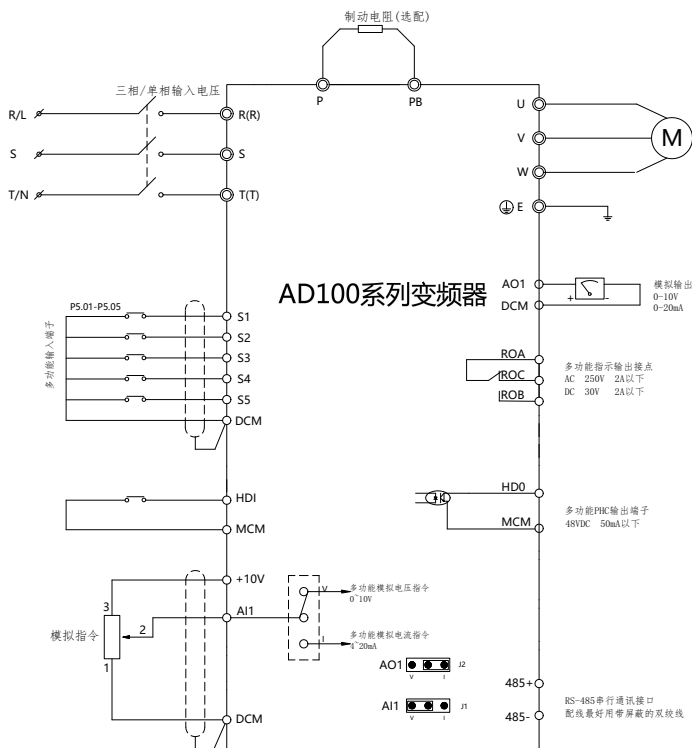 制动电阻(选配)
P
PB
三相/单相输入电压
R/L
R(R)
S
S
T/N
T(T)
U
V
W
M
E
AD100系列变频器
P5.01-P5.05
多功能输入端子
S1
S2
S3
S4
S5
DCM
AO1
DCM
+
-
模拟输出
0-10V
0-20mA
ROA
ROC
ROB
多功能指示输出接点
AC 250V 2A以下
DC 30V 2A以下
HDI
MCM
HD0
MCM
多功能PHC输出端子
48VDC 50mA以下
+10V
AI1
模拟指令
3
2
1
DCM
V
多功能模拟电压指令
0~10V
I
多功能模拟电流指令
4~20mA
AO1
J2
V
I
AI1
J1
V
I
485+
485-
RS-485串行通讯接口
配线最好用带屏蔽的双绞线